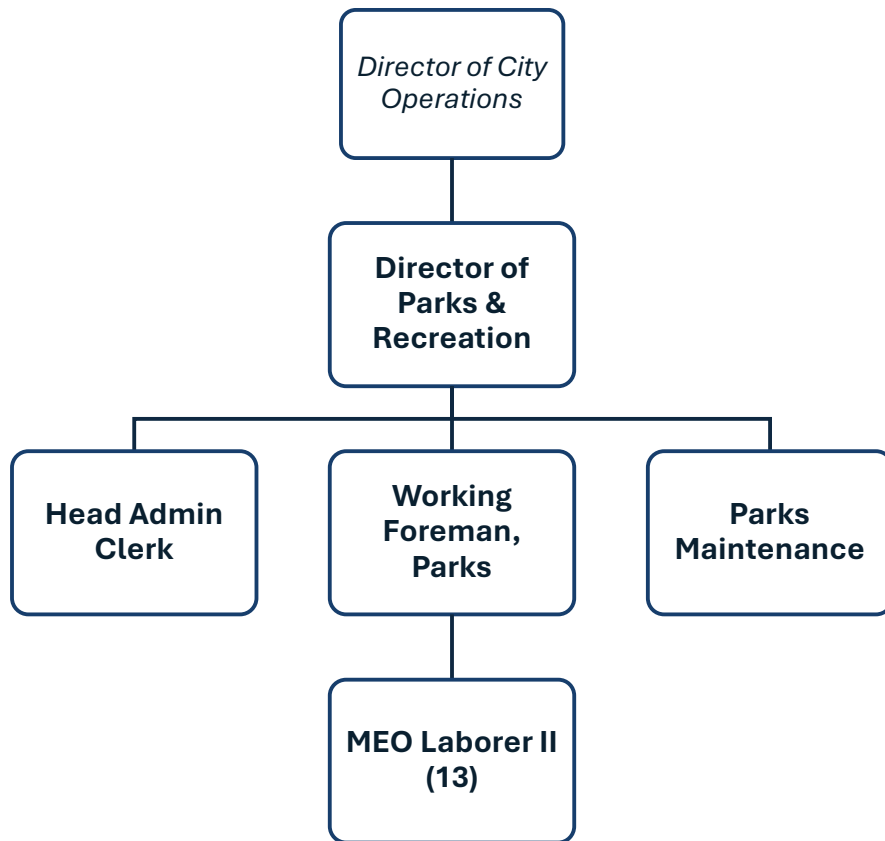 Director of City
Operations
Director of
Parks &
Recreation
Head Admin
Clerk
Working
Foreman,
Parks
Parks
Maintenance
MEO Laborer II
(13)